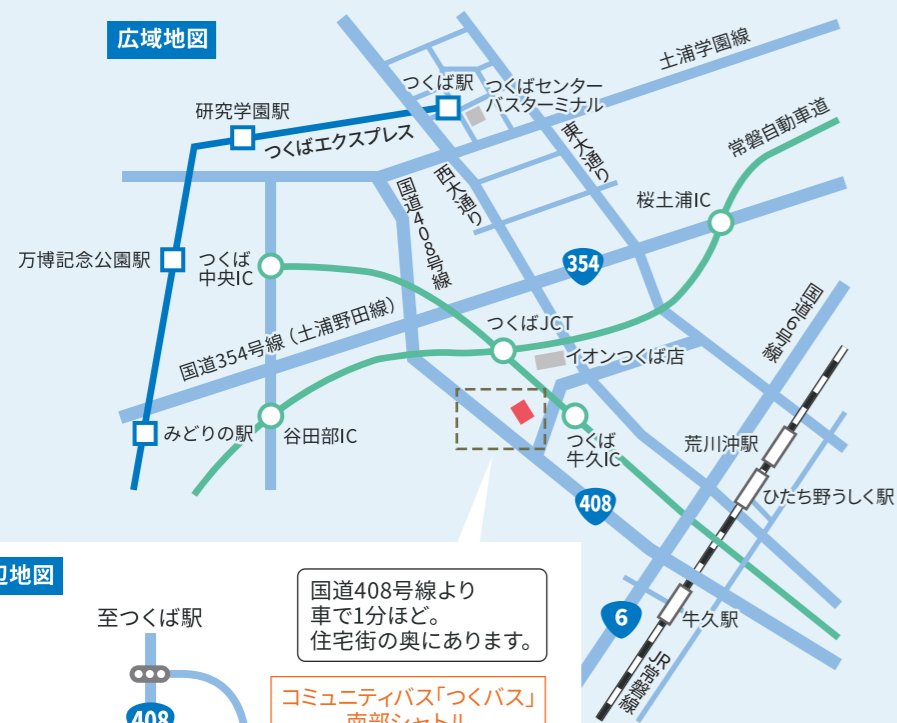 広域地図
土浦学園線
つくば駅
つくばセンター
バスターミナル
研究学園駅
つくばエクスプレス
東大通り
常磐自動車道
西大通り
国道408号線
桜土浦IC
万博記念公園駅
つくば
中央IC
354
国道6号線
国道354号線（土浦野田線）
つくばJCT
イオンつくば店
みどりの駅
谷田部IC
つくば
牛久IC
荒川沖駅
ひたち野うしく駅
408
6
牛久駅
JR常磐線
辺地図
国道408号線より
車で1分ほど。
住宅街の奥にあります。
至つくば駅
408
コミュニティバス「つくバス」
南部シャトル